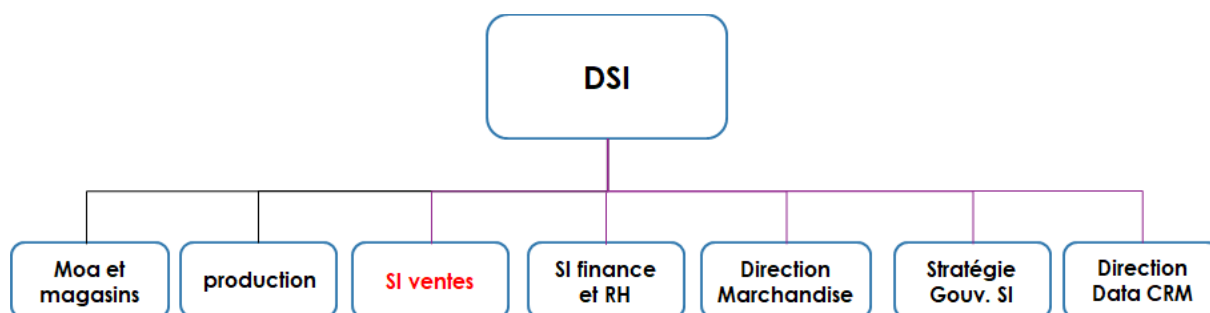 DSI
Moa et
magasins
production
SI ventes
SI finance
et RH
Direction
Marchandise
Stratégie
Gouv. SI
Direction
Data CRM